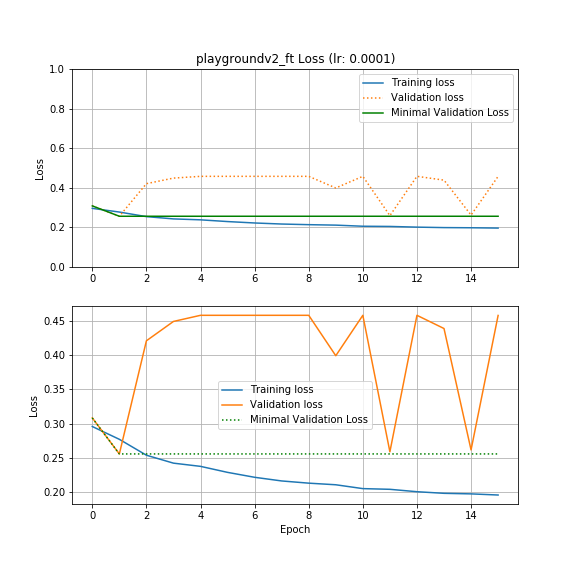 playgroundv2_ft Loss (lr: 0.0001)
1.0
0.8
0.6
0.4
0.2
0.0
Loss
Training loss
Validation loss
Minimal Validation Loss
0 2 4 6 8 10 12 14
0.45
0.40
0.35
0.30
0.25
0.20
Loss
Training loss
Validation loss
Minimal Validation Loss
0 2 4 6 8 10 12 14
Epoch